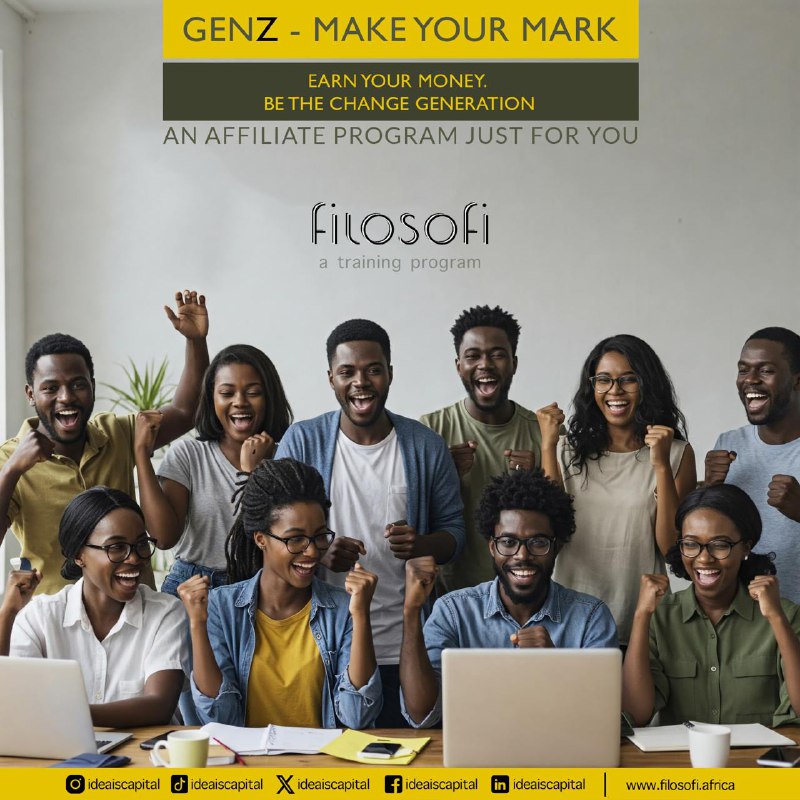 GENZ - MAKE YOUR MARK
EARN YOUR MONEY.
BE THE CHANGE GENERATION
AN AFFILIATE PROGRAM JUST FOR YOU
filosofi
a training program
ideaiscapital ideaiscapital ideaiscapital ideaiscapital ideaiscapital www.filosofi.africa